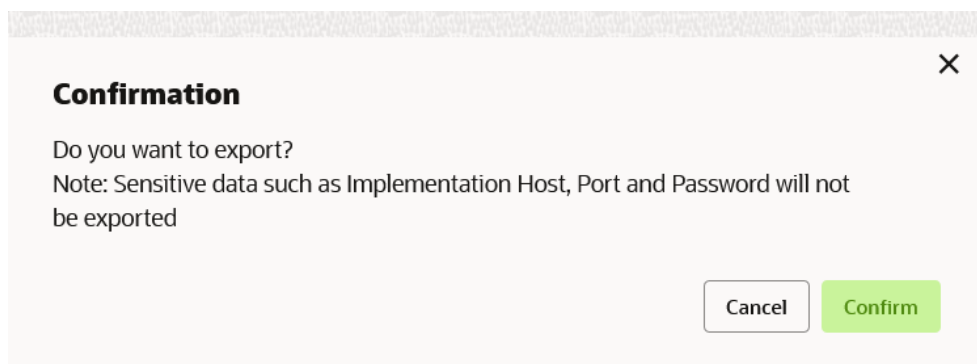 Confirmation
Do you want to export?
Note: Sensitive data such as Implementation Host, Port and Password will not
be exported
Cancel
Confirm